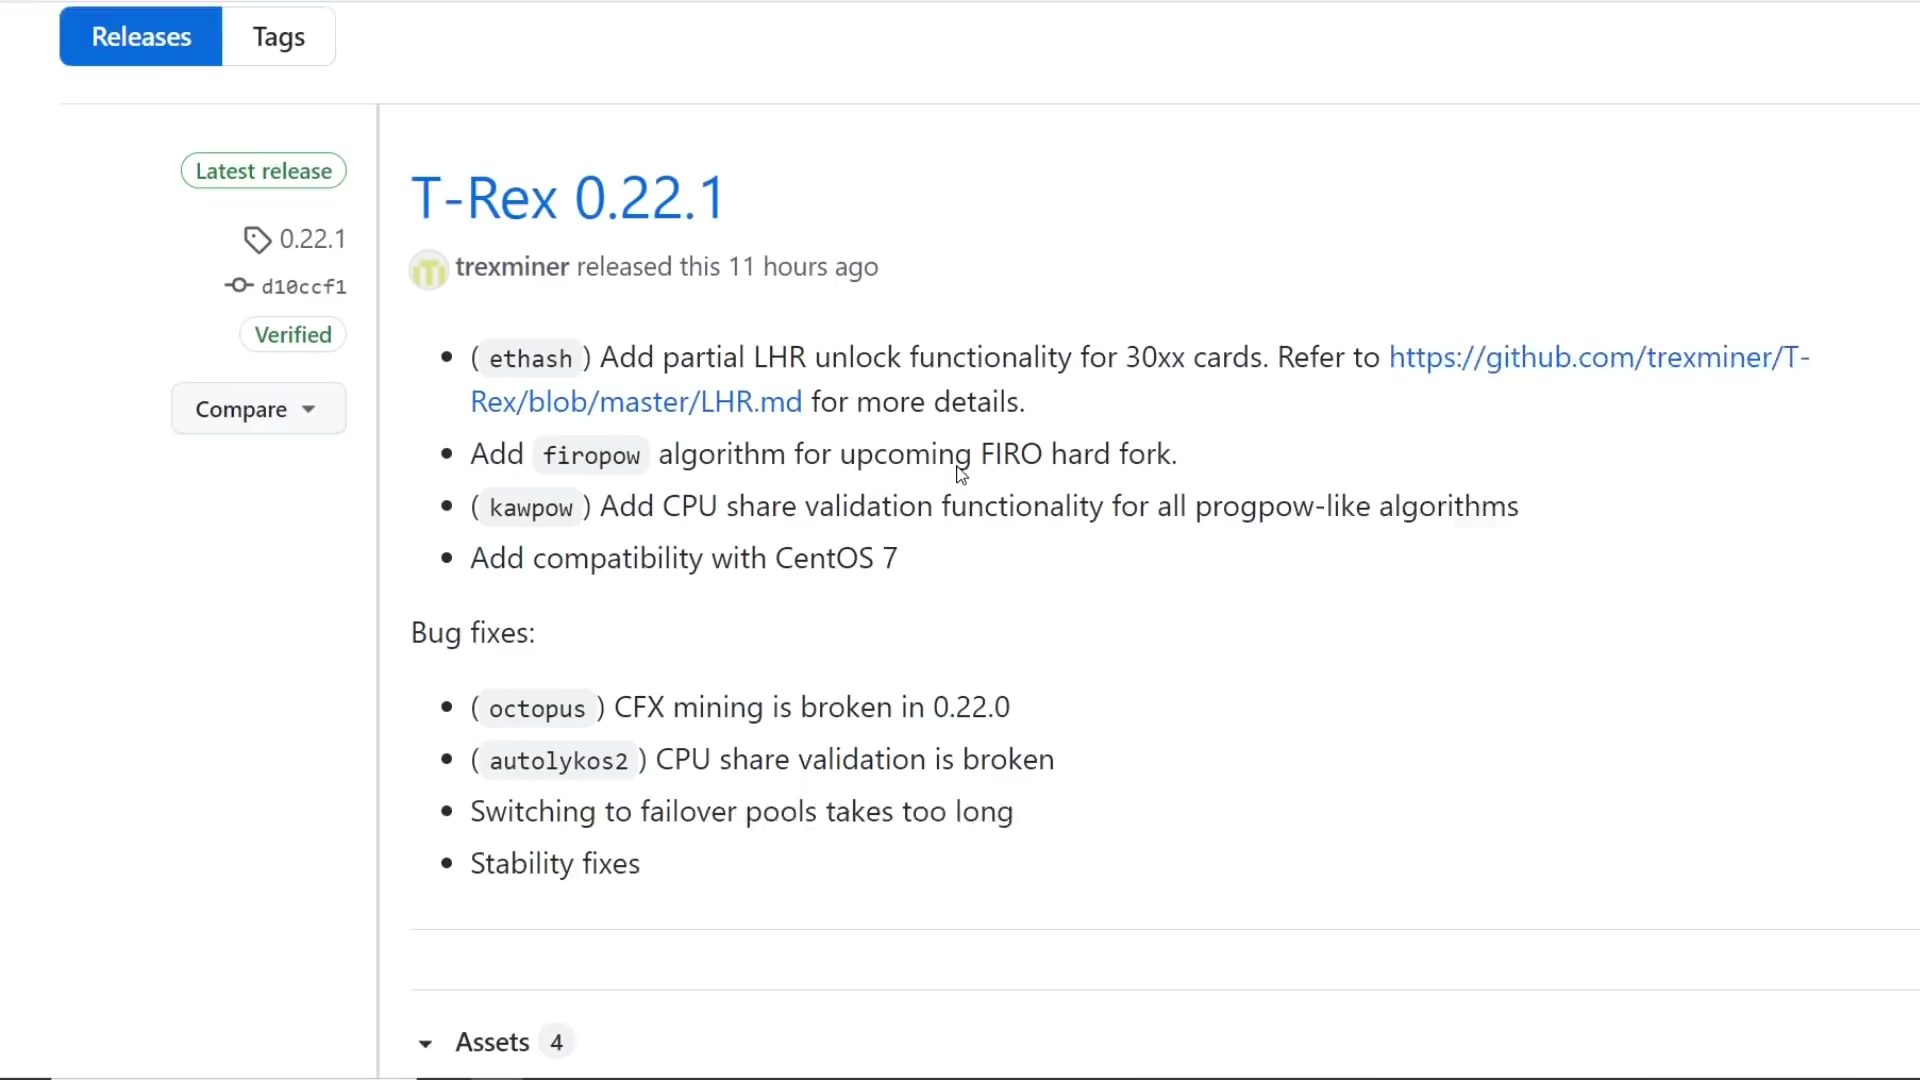 Releases Tags
Latest release
0.22.1
d10ccf1
Verified
Compare
T-Rex 0.22.1
trexminer released this 11 hours ago
( ethash ) Add partial LHR unlock functionality for 30xx cards. Refer to https://github.com/trexminer/T-
Rex/blob/master/LHR.md for more details.
Add firopow algorithm for upcoming FIRO hard fork.
( kawpow ) Add CPU share validation functionality for all progpow-like algorithms
Add compatibility with CentOS 7
Bug fixes:
( octopus ) CFX mining is broken in 0.22.0
( autolykos2 ) CPU share validation is broken
Switching to failover pools takes too long
Stability fixes
Assets 4